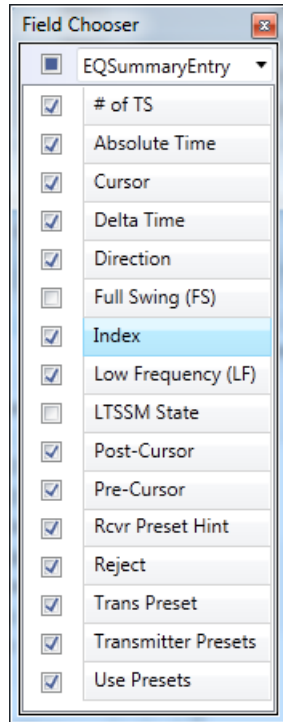 Field Chooser
EQSummaryEntry
# of TS
Absolute Time
Cursor
Delta Time
Direction
Full Swing (FS)
Index
Low Frequency (LF)
LTSSM State
Post-Cursor
Pre-Cursor
Rcvr Preset Hint
Reject
Trans Preset
Transmitter Presets
Use Presets